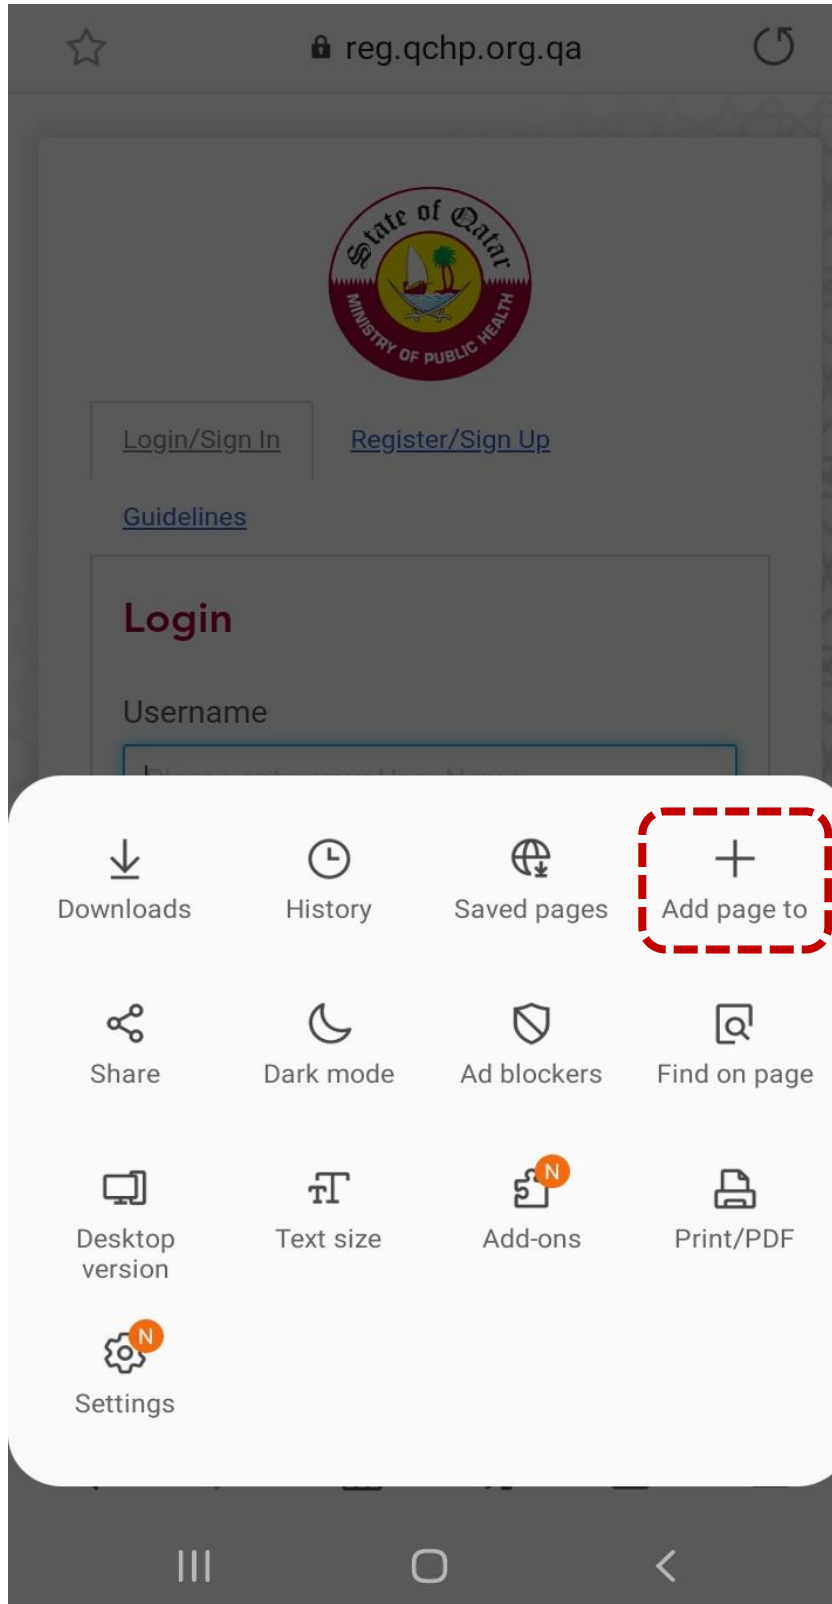 reg.qchp.org.qa
State of Qatar
MINISTRY OF PUBLIC HEALTH
Login/Sign In
Register/Sign Up
Guidelines
Login
Username
Downloads
History
Saved pages
Add page to
Share
Dark mode
Ad blockers
Find on page
Desktop
version
Text size
N
Add-ons
Print/PDF
N
Settings